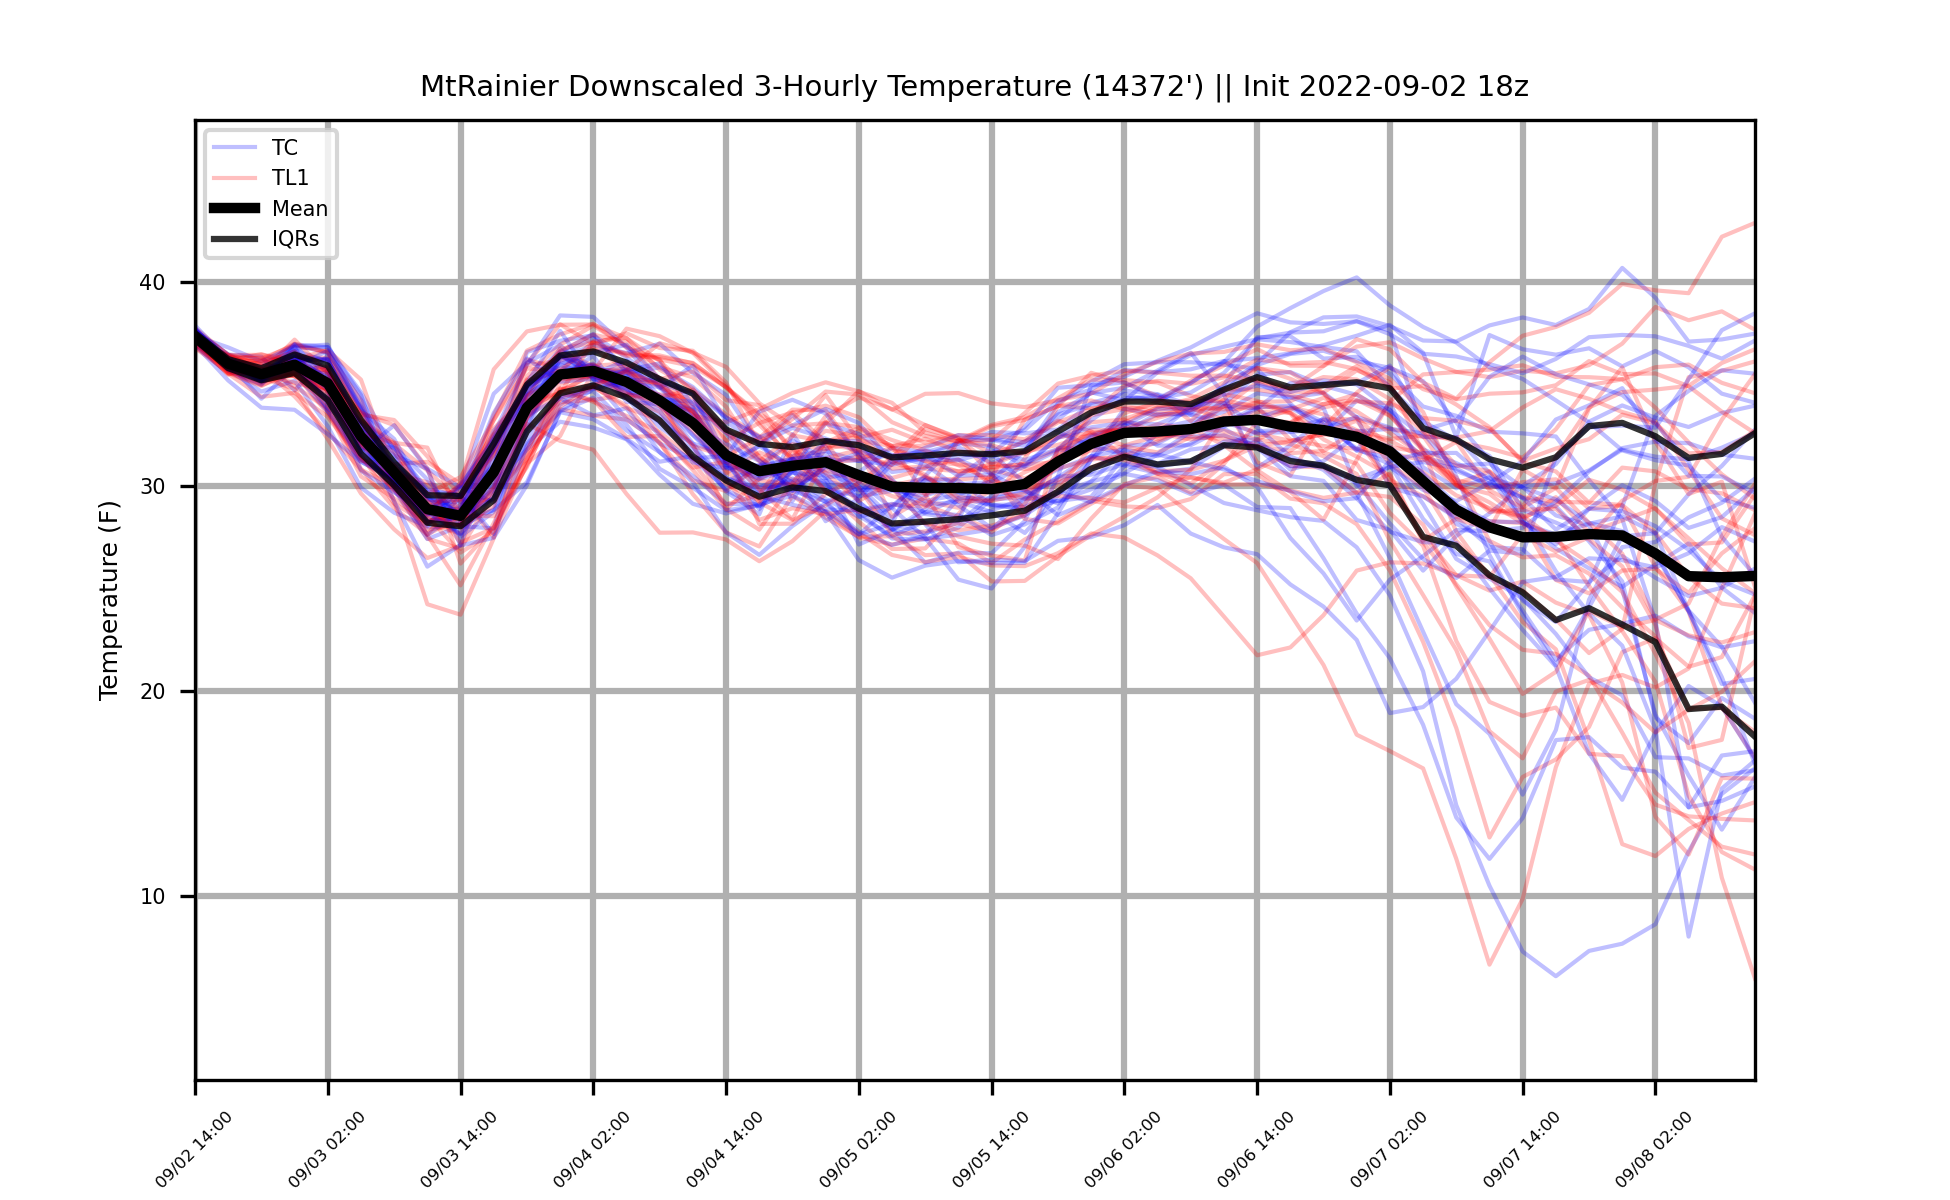 MtRainier Downscaled 3-Hourly Temperature (14372') || Init 2022-09-02 18z
TC
TL1
Mean
IQRs
Temperature (F)
40
30
20
10
09/02 14:00
09/03 02:00
09/03 14:00
09/04 02:00
09/04 14:00
09/05 02:00
09/05 14:00
09/06 02:00
09/06 14:00
09/07 02:00
09/07 14:00
09/08 02:00